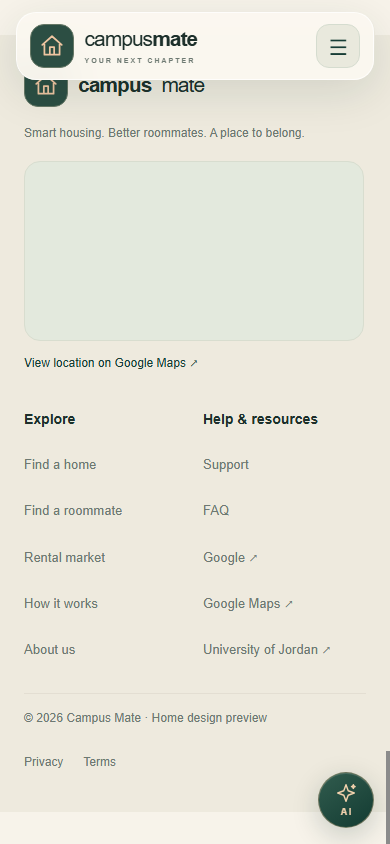 campusmate
YOUR NEXT CHAPTER
campus mate
Smart housing. Better roommates. A place to belong.
View location on Google Maps ↗
Explore
Help & resources
Find a home
Support
Find a roommate
FAQ
Rental market
Google ↗
How it works
Google Maps ↗
About us
University of Jordan ↗
© 2026 Campus Mate · Home design preview
Privacy Terms
AI